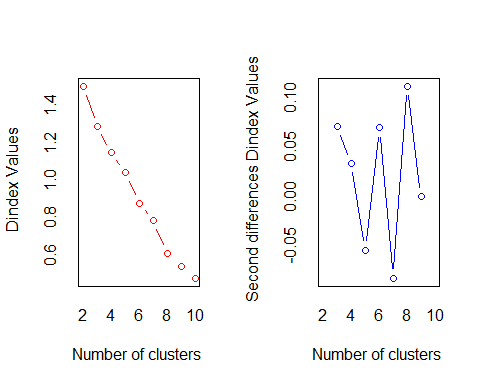 Dindex Values
1.4
1.2
1.0
0.8
0.6
2 4 6 8 10
Number of clusters
Second differences Dindex Values
0.10
0.05
0.00
-0.05
2 4 6 8 10
Number of clusters